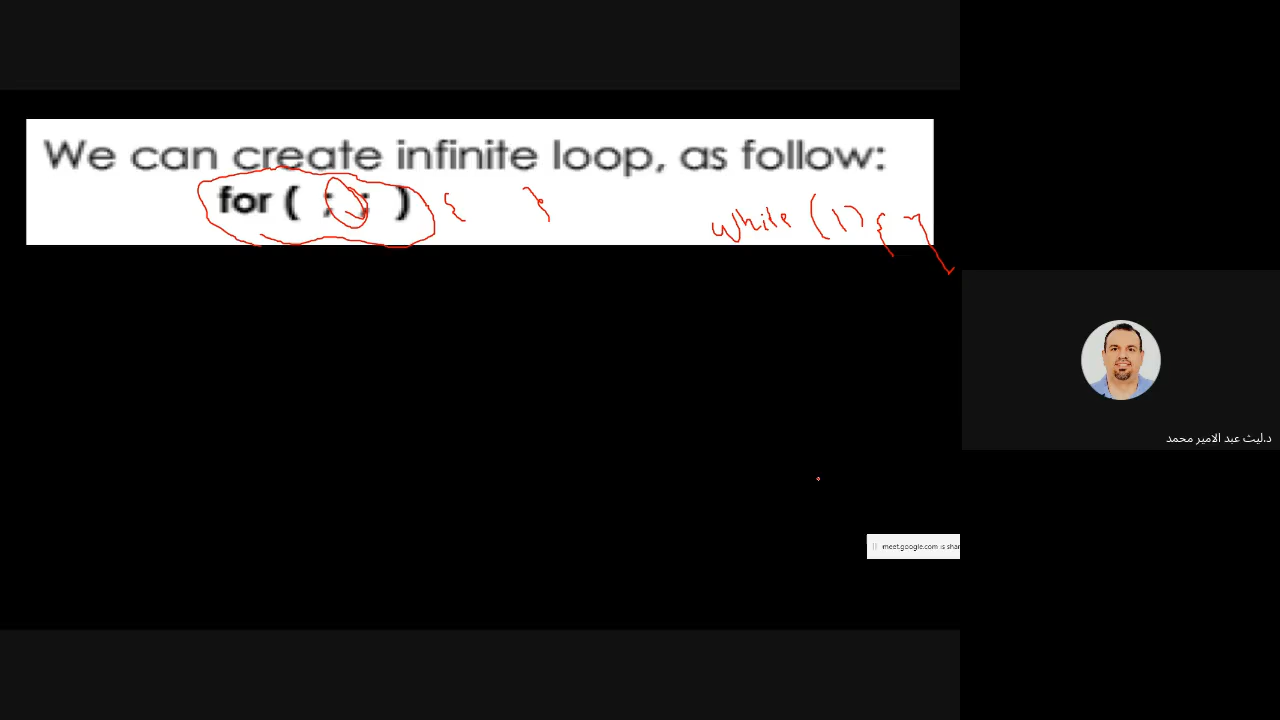 We can create infinite loop, as follow:
for ( ; ; ) { }
while (1) { }
د.ليث عبد الامير محمد
meet.google.com is shar